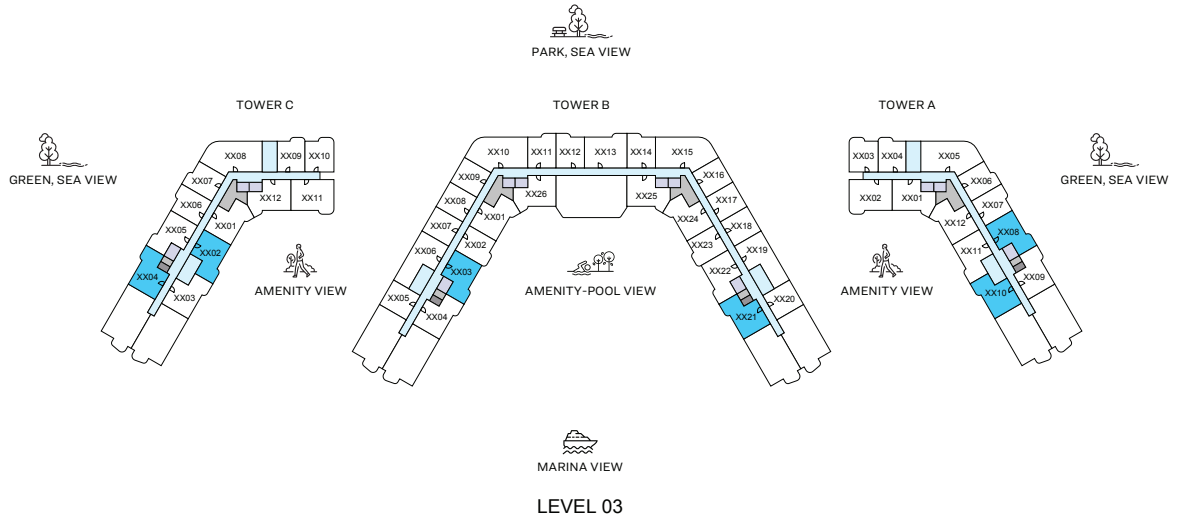 PARK, SEA VIEW
TOWER C
TOWER B
TOWER A
GREEN, SEA VIEW
GREEN, SEA VIEW
XX08
XX09
XX10
XX07
XX06
XX05
XX04
XX03
XX02
XX01
XX12
XX11
XX10
XX11
XX12
XX13
XX14
XX15
XX09
XX08
XX07
XX06
XX05
XX04
XX03
XX02
XX01
XX26
XX25
XX24
XX23
XX22
XX21
XX16
XX17
XX18
XX19
XX20
XX03
XX04
XX05
XX02
XX01
XX06
XX07
XX08
XX09
XX12
XX11
XX10
AMENITY VIEW
AMENITY-POOL VIEW
AMENITY VIEW
MARINA VIEW
LEVEL 03